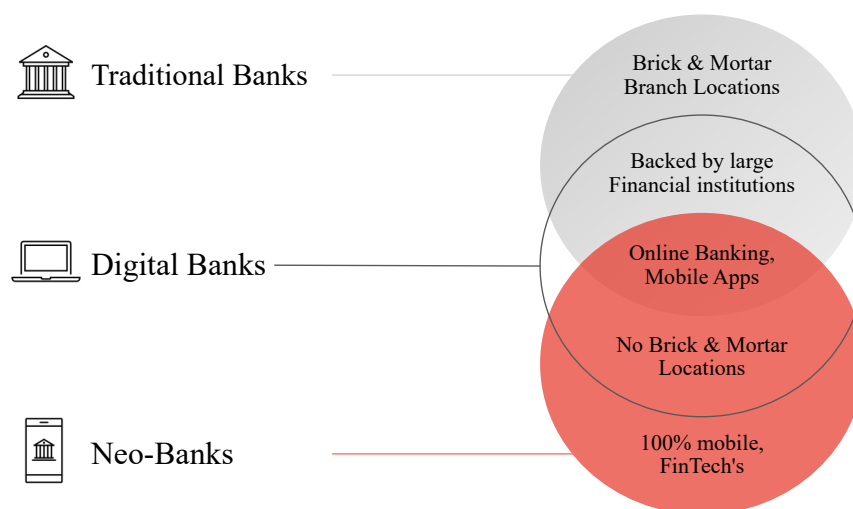 Traditional Banks
Brick & Mortar
Branch Locations
Backed by large
Financial institutions
Digital Banks
Online Banking,
Mobile Apps
No Brick & Mortar
Locations
Neo-Banks
100% mobile,
FinTech's